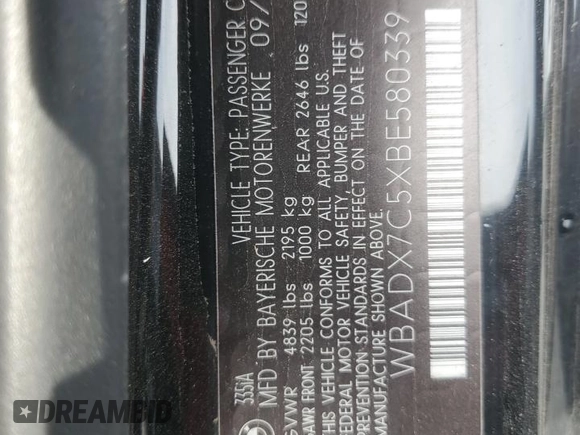 335iA
VEHICLE TYPE: PASSENGER C
MFD BY BAYERISCHE MOTORENWERKE 09/
GVWR 4839 lbs 2195 kg
GAWR FRONT 2205 lbs 1000 kg REAR 2646 lbs 120
THIS VEHICLE CONFORMS TO ALL APPLICABLE U.S.
FEDERAL MOTOR VEHICLE SAFETY, BUMPER AND THEFT
PREVENTION STANDARDS IN EFFECT ON THE DATE OF
MANUFACTURE SHOWN ABOVE.
WBADX7C5XBE580339
DREAMBID